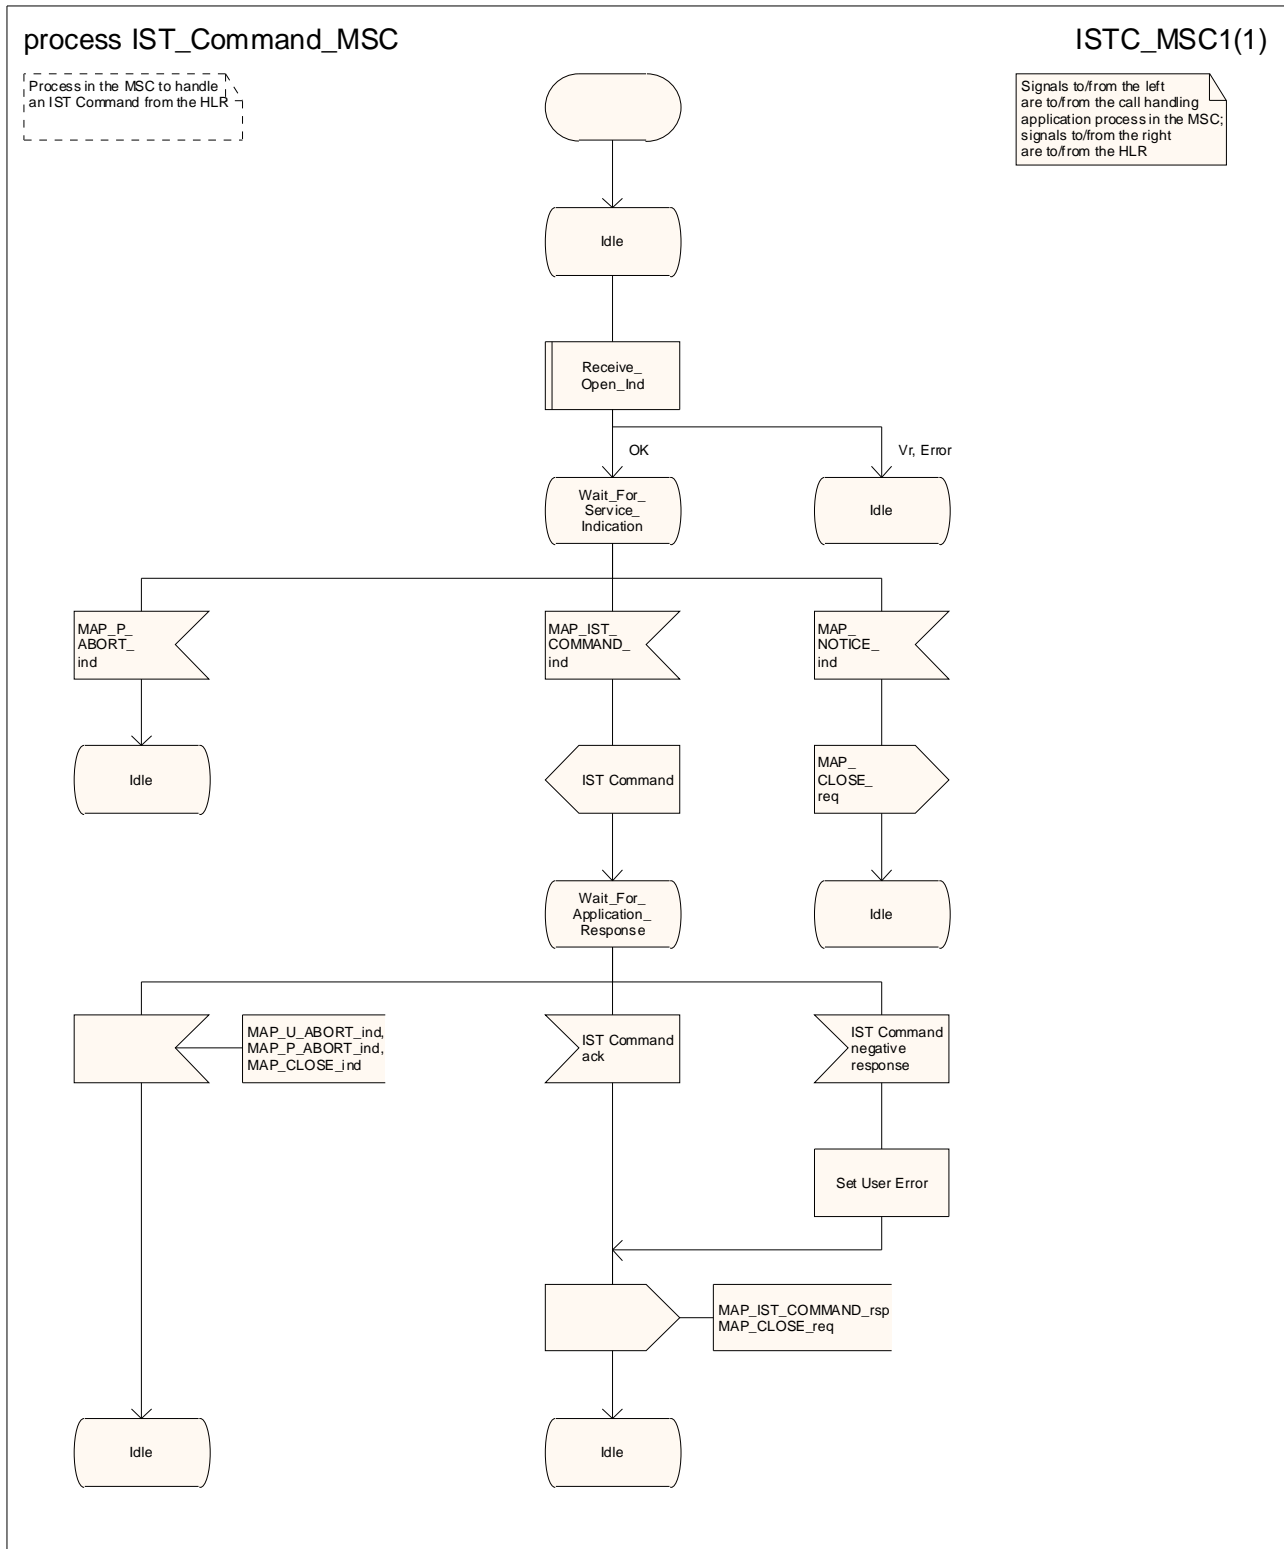 process IST_Command_MSC
ISTC_MSC1(1)
Process in the MSC to handle
an IST Command from the HLR
Signals to/from the left
are to/from the call handling
application process in the MSC;
signals to/from the right
are to/from the HLR
Idle
Receive_
Open_Ind
OK
Vr, Error
Wait_For_
Service_
Indication
Idle
MAP_P_
ABORT_
ind
MAP_IST_
COMMAND_
ind
MAP_
NOTICE_
ind
Idle
IST Command
MAP_
CLOSE_
req
Wait_For_
Application_
Response
Idle
MAP_U_ABORT_ind,
MAP_P_ABORT_ind,
MAP_CLOSE_ind
IST Command
ack
IST Command
negative
response
Set User Error
MAP_IST_COMMAND_rsp
MAP_CLOSE_req
Idle
Idle